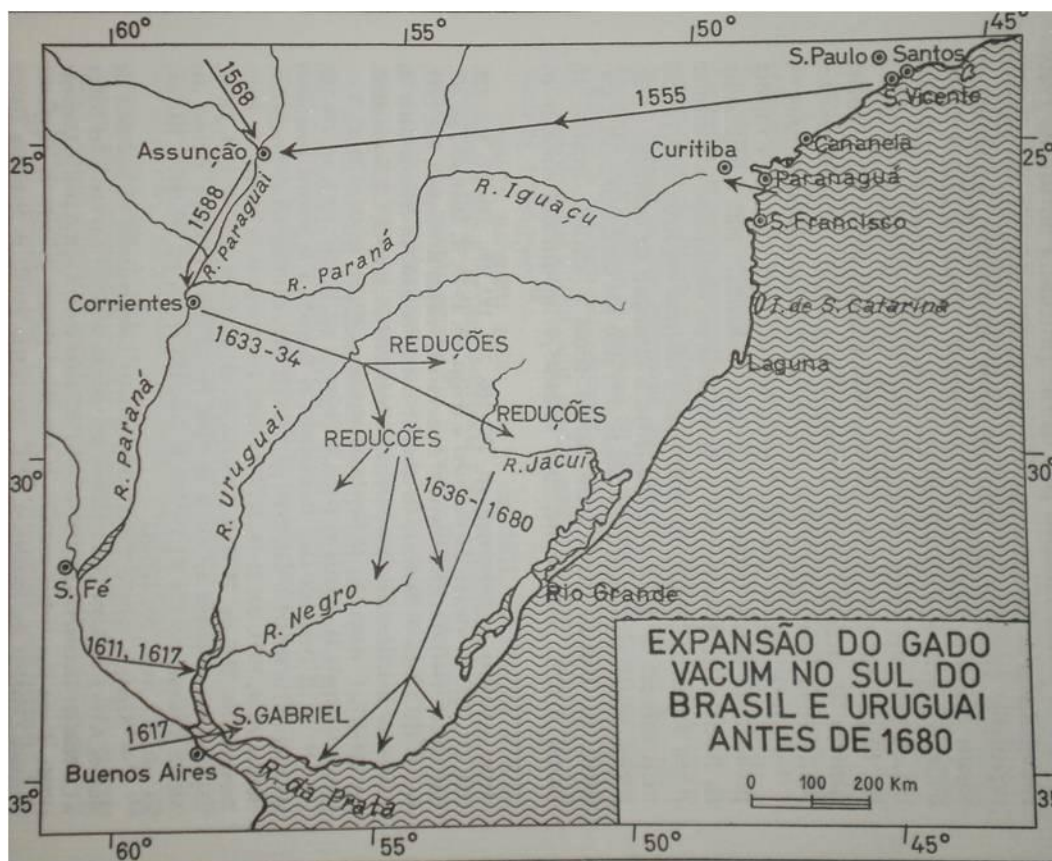 60°
55°
50°
45°
S.Paulo
Santos
S. Vicente
1568
1555
25°
Assunção
Curitiba
Cananeia
25°
Paranaguá
R. Iguaçu
1588
R. Paraguai
S. Francisco
R. Paraná
Corrientes
I. de S. Catarina
1633-34
REDUÇÕES
Laguna
R. Paraná
REDUÇÕES
REDUÇÕES
R. Uruguai
R. Jacuí
30°
1636-1680
30°
S. Fé
Rio Grande
R. Negro
1611, 1617
EXPANSÃO DO GADO
VACUM NO SUL DO
BRASIL E URUGUAI
ANTES DE 1680
S. GABRIEL
1617
Buenos Aires
R. da Prata
0 100 200 Km
35°
35°
60°
55°
50°
45°